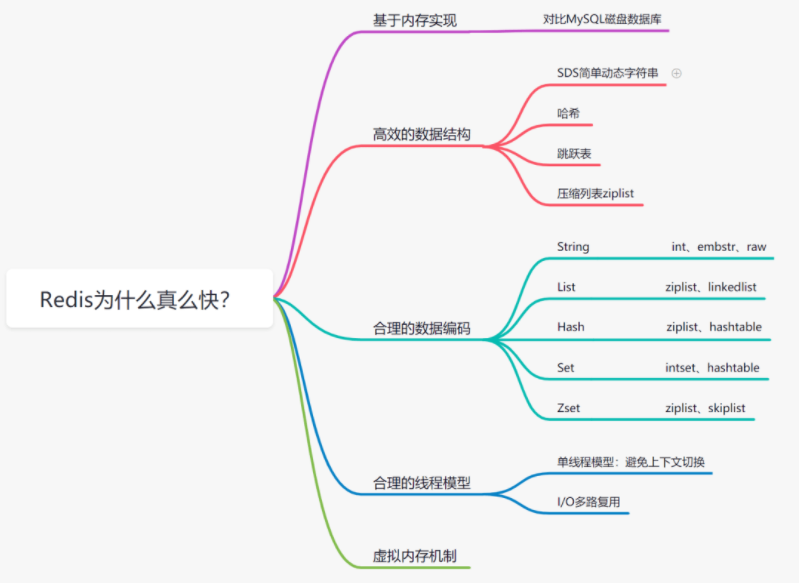 Redis为什么真么快？
基于内存实现
对比MySQL磁盘数据库
高效的数据结构
SDS简单动态字符串
哈希
跳跃表
压缩列表ziplist
合理的数据编码
String int、embstr、raw
List ziplist、linkedlist
Hash ziplist、hashtable
Set intset、hashtable
Zset ziplist、skiplist
合理的线程模型
单线程模型：避免上下文切换
I/O多路复用
虚拟内存机制